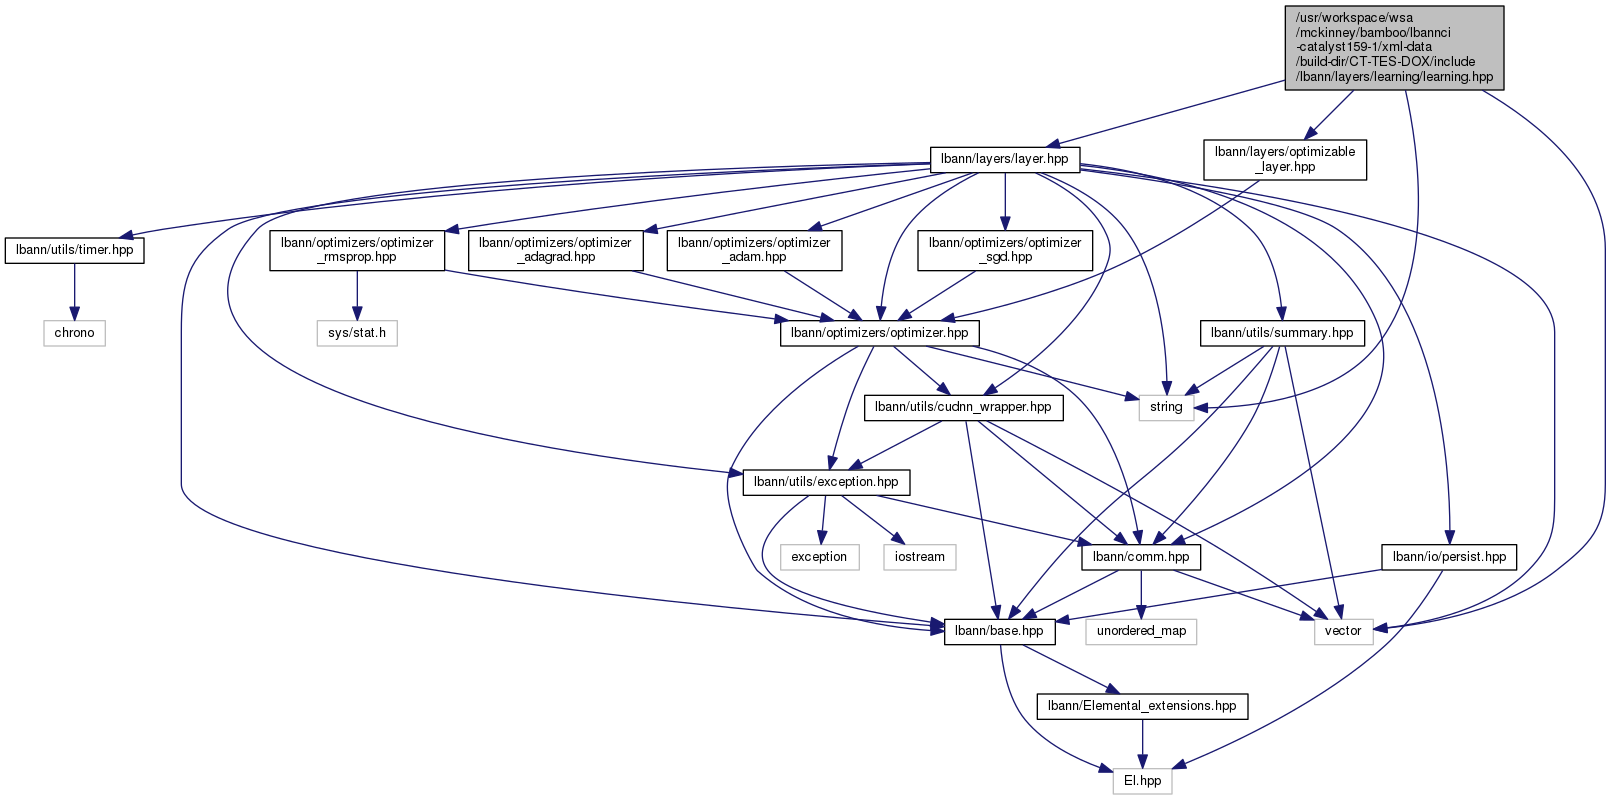 /usr/workspace/wsa
/mckinney/bamboo/lbannci
-catalyst159-1/xml-data
/build-dir/CT-TES-DOX/include
/lbann/layers/learning/learning.hpp
lbann/layers/layer.hpp
lbann/layers/optimizable
_layer.hpp
lbann/utils/timer.hpp
lbann/optimizers/optimizer
_rmsprop.hpp
lbann/optimizers/optimizer
_adagrad.hpp
lbann/optimizers/optimizer
_adam.hpp
lbann/optimizers/optimizer
_sgd.hpp
chrono
sys/stat.h
lbann/optimizers/optimizer.hpp
lbann/utils/summary.hpp
lbann/utils/cudnn_wrapper.hpp
string
lbann/utils/exception.hpp
exception
iostream
lbann/comm.hpp
lbann/io/persist.hpp
lbann/base.hpp
unordered_map
vector
lbann/Elemental_extensions.hpp
El.hpp